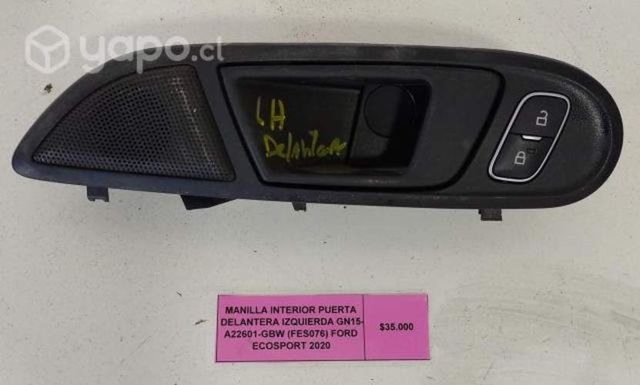 yapo.cl
LH
Delantera
MANILLA INTERIOR PUERTA
DELANTERA IZQUIERDA GN15-
A22601-GBW (FES076) FORD
ECOSPORT 2020
$35.000